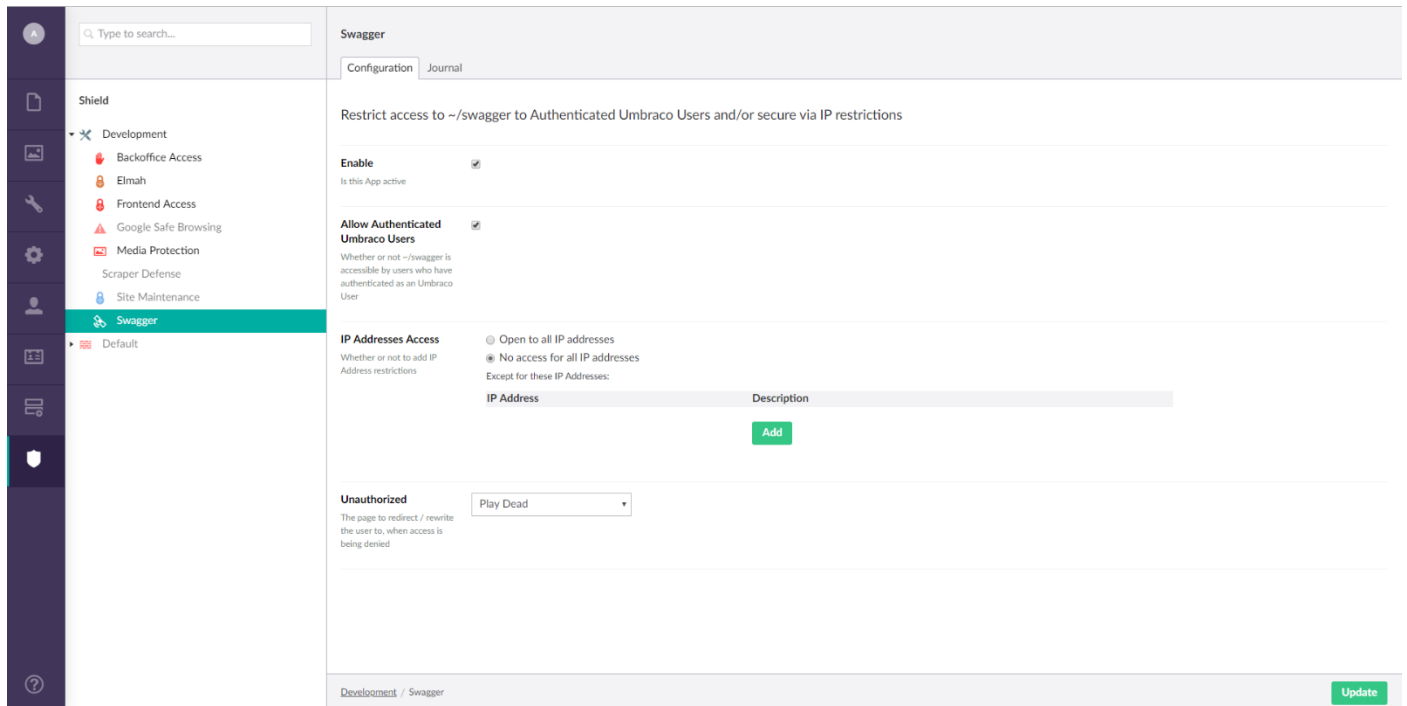 A
Type to search...
Shield
Development
Backoffice Access
Elmah
Frontend Access
Google Safe Browsing
Media Protection
Scraper Defense
Site Maintenance
Swagger
Default
Swagger
Configuration Journal
Restrict access to ~/swagger to Authenticated Umbraco Users and/or secure via IP restrictions
Enable
Is this App active
Allow Authenticated
Umbraco Users
Whether or not ~/swagger is
accessible by users who have
authenticated as an Umbraco
User
IP Addresses Access
Whether or not to add IP
Address restrictions
Open to all IP addresses
No access for all IP addresses
Except for these IP Addresses:
IP Address Description
Add
Unauthorized
The page to redirect / rewrite
the user to, when access is
being denied
Play Dead
Development / Swagger
Update